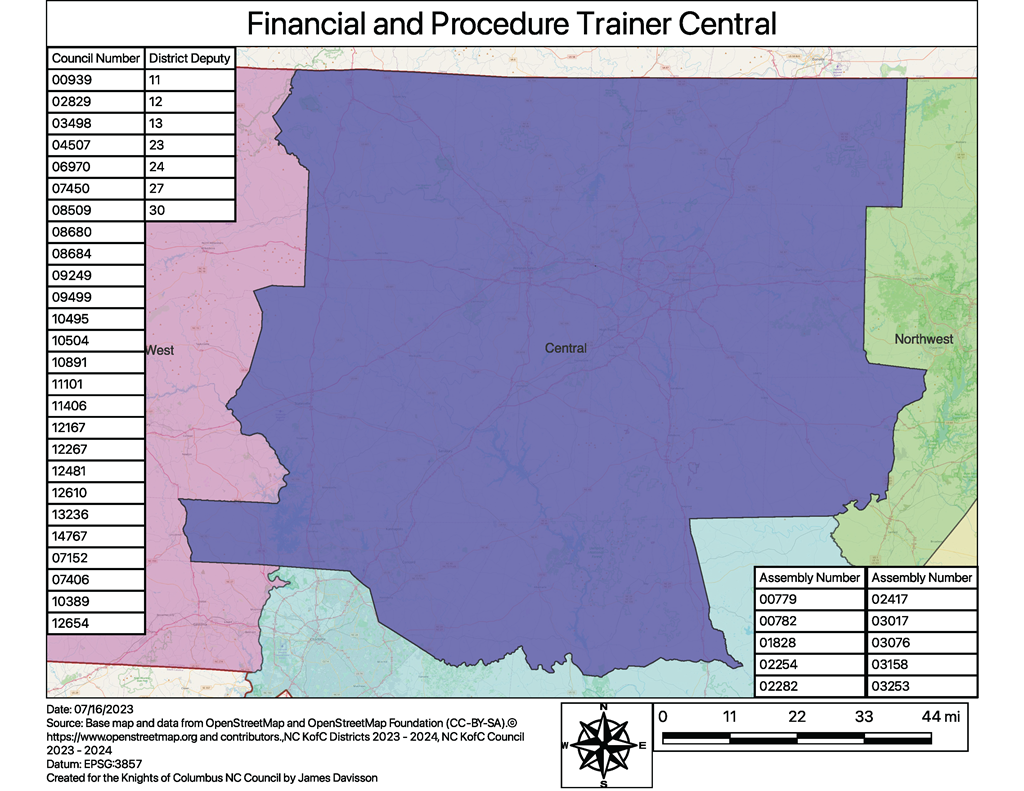 Financial and Procedure Trainer Central
Council Number District Deputy
00939 11
02829 12
03498 13
04507 23
06970 24
07450 27
08509 30
08680
08684
09249
09499
10495
10504
10891
11101
11406
12167
12267
12481
12610
13236
14767
07152
07406
10389
12654
West
Central
Northwest
Assembly Number Assembly Number
00779 02417
00782 03017
01828 03076
02254 03158
02282 03253
Date: 07/16/2023
Source: Base map and data from OpenStreetMap and OpenStreetMap Foundation (CC-BY-SA).©
https://www.openstreetmap.org and contributors.,NC KofC Districts 2023 - 2024, NC KofC Council
2023 - 2024
Datum: EPSG:3857
Created for the Knights of Columbus NC Council by James Davisson
N
W E
S
0 11 22 33 44 mi